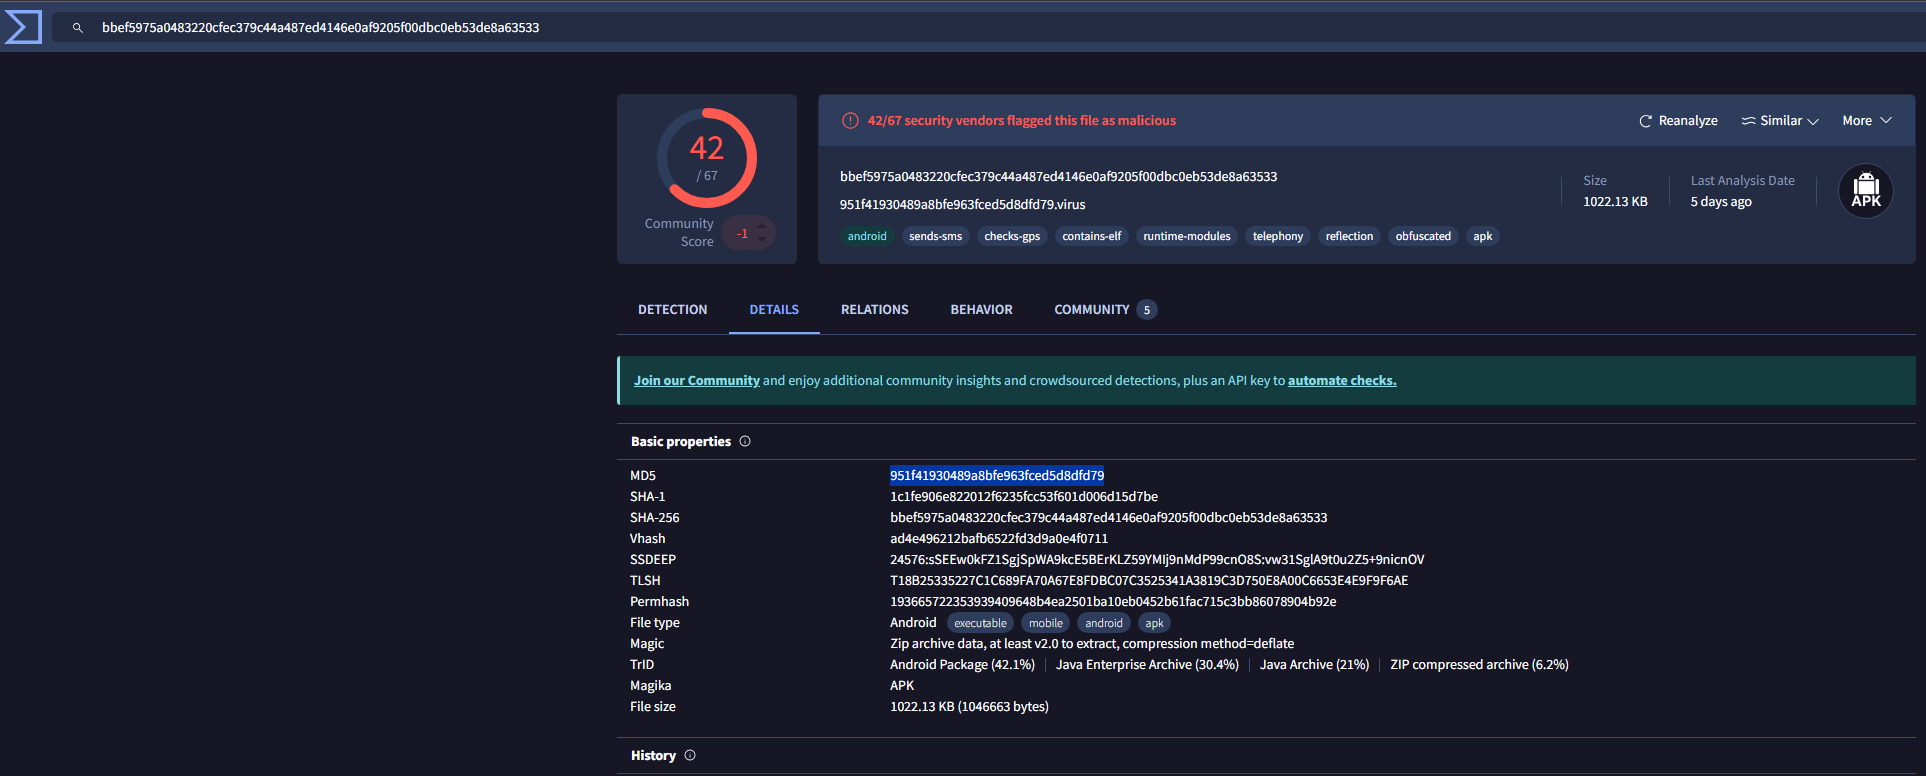 bbef5975a0483220cfec379c44a487ed4146e0af9205f00dbc0eb53de8a63533
42
/ 67
Community Score -1
42/67 security vendors flagged this file as malicious
Reanalyze Similar More
bbef5975a0483220cfec379c44a487ed4146e0af9205f00dbc0eb53de8a63533
951f41930489a8bfe963fced5d8dfd79.virus
Size
1022.13 KB
Last Analysis Date
5 days ago
APK
android sends-sms checks-gps contains-elf runtime-modules telephony reflection obfuscated apk
DETECTION DETAILS RELATIONS BEHAVIOR COMMUNITY 5
Join our Community and enjoy additional community insights and crowdsourced detections, plus an API key to automate checks.
Basic properties
MD5 951f41930489a8bfe963fced5d8dfd79
SHA-1 1c1fe906e822012f6235fcc53f601d006d15d7be
SHA-256 bbef5975a0483220cfec379c44a487ed4146e0af9205f00dbc0eb53de8a63533
Vhash ad4e496212bafb6522fd3d9a0e4f0711
SSDEEP 24576:sSEEw0kFZ1SgjSpWA9kcE5BErKLZ59YMIj9nMdP99cnO8S:vw31SglA9t0u2Z5+9nicnOV
TLSH T18B25335227C1C689FA70A67E8FDBC07C3525341A3819C3D750E8A00C6653E4E9F9F6AE
Permhash 193665722353939409648b4ea2501ba10eb0452b61fac715c3bb86078904b92e
File type Android executable mobile android apk
Magic Zip archive data, at least v2.0 to extract, compression method=deflate
TrID Android Package (42.1%) Java Enterprise Archive (30.4%) Java Archive (21%) ZIP compressed archive (6.2%)
Magika APK
File size 1022.13 KB (1046663 bytes)
History